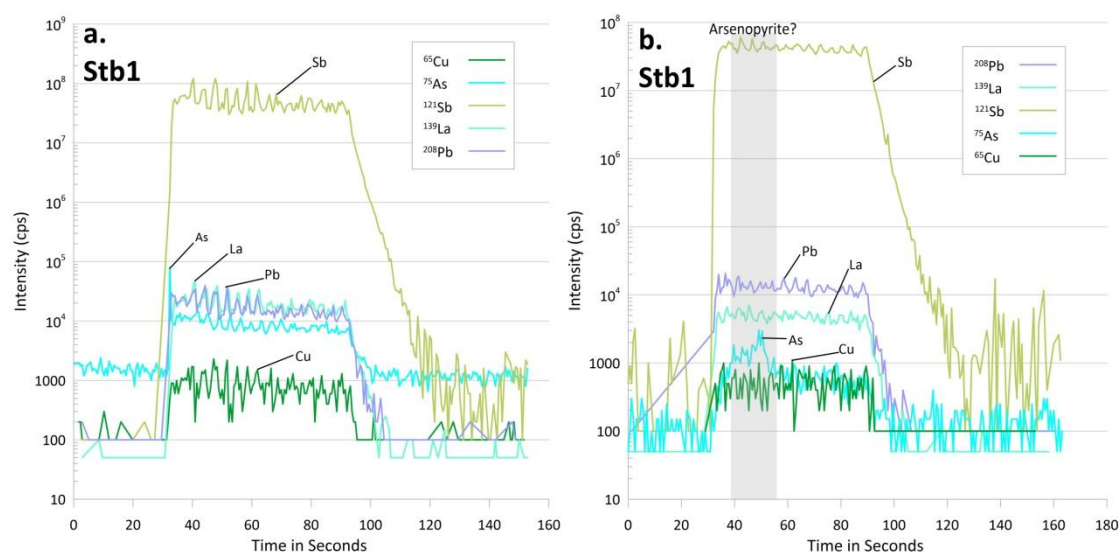 a.
Stb1
⁶⁵Cu
⁷⁵As
¹²¹Sb
¹³⁹La
²⁰⁸Pb
Sb
As
La
Pb
Cu
Intensity (cps)
10⁹
10⁸
10⁷
10⁶
10⁵
10⁴
1000
100
10
0 20 40 60 80 100 120 140 160
Time in Seconds
b.
Stb1
Arsenopyrite?
²⁰⁸Pb
¹³⁹La
¹²¹Sb
⁷⁵As
⁶⁵Cu
Sb
Pb
La
As
Cu
Intensity (cps)
10⁸
10⁷
10⁶
10⁵
10⁴
1000
100
10
0 20 40 60 80 100 120 140 160
Time in Seconds